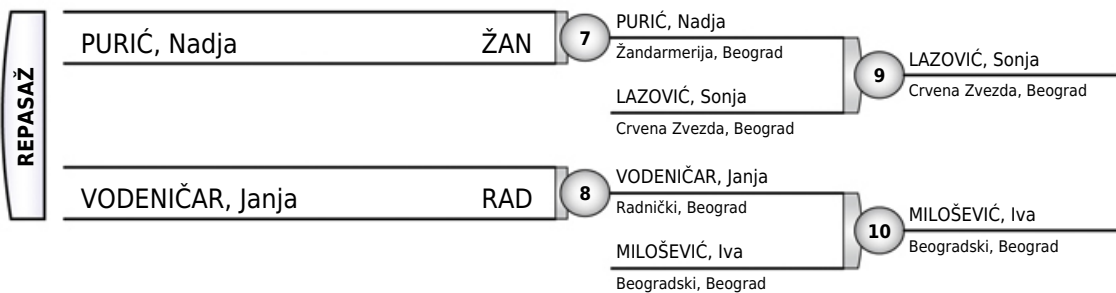 REPASAŽ
PURIĆ, Nadja ŽAN
7
PURIĆ, Nadja
Žandarmerija, Beograd
LAZOVIĆ, Sonja
Crvena Zvezda, Beograd
9
LAZOVIĆ, Sonja
Crvena Zvezda, Beograd
VODENIČAR, Janja RAD
8
VODENIČAR, Janja
Radnički, Beograd
MILOŠEVIĆ, Iva
Beogradski, Beograd
10
MILOŠEVIĆ, Iva
Beogradski, Beograd